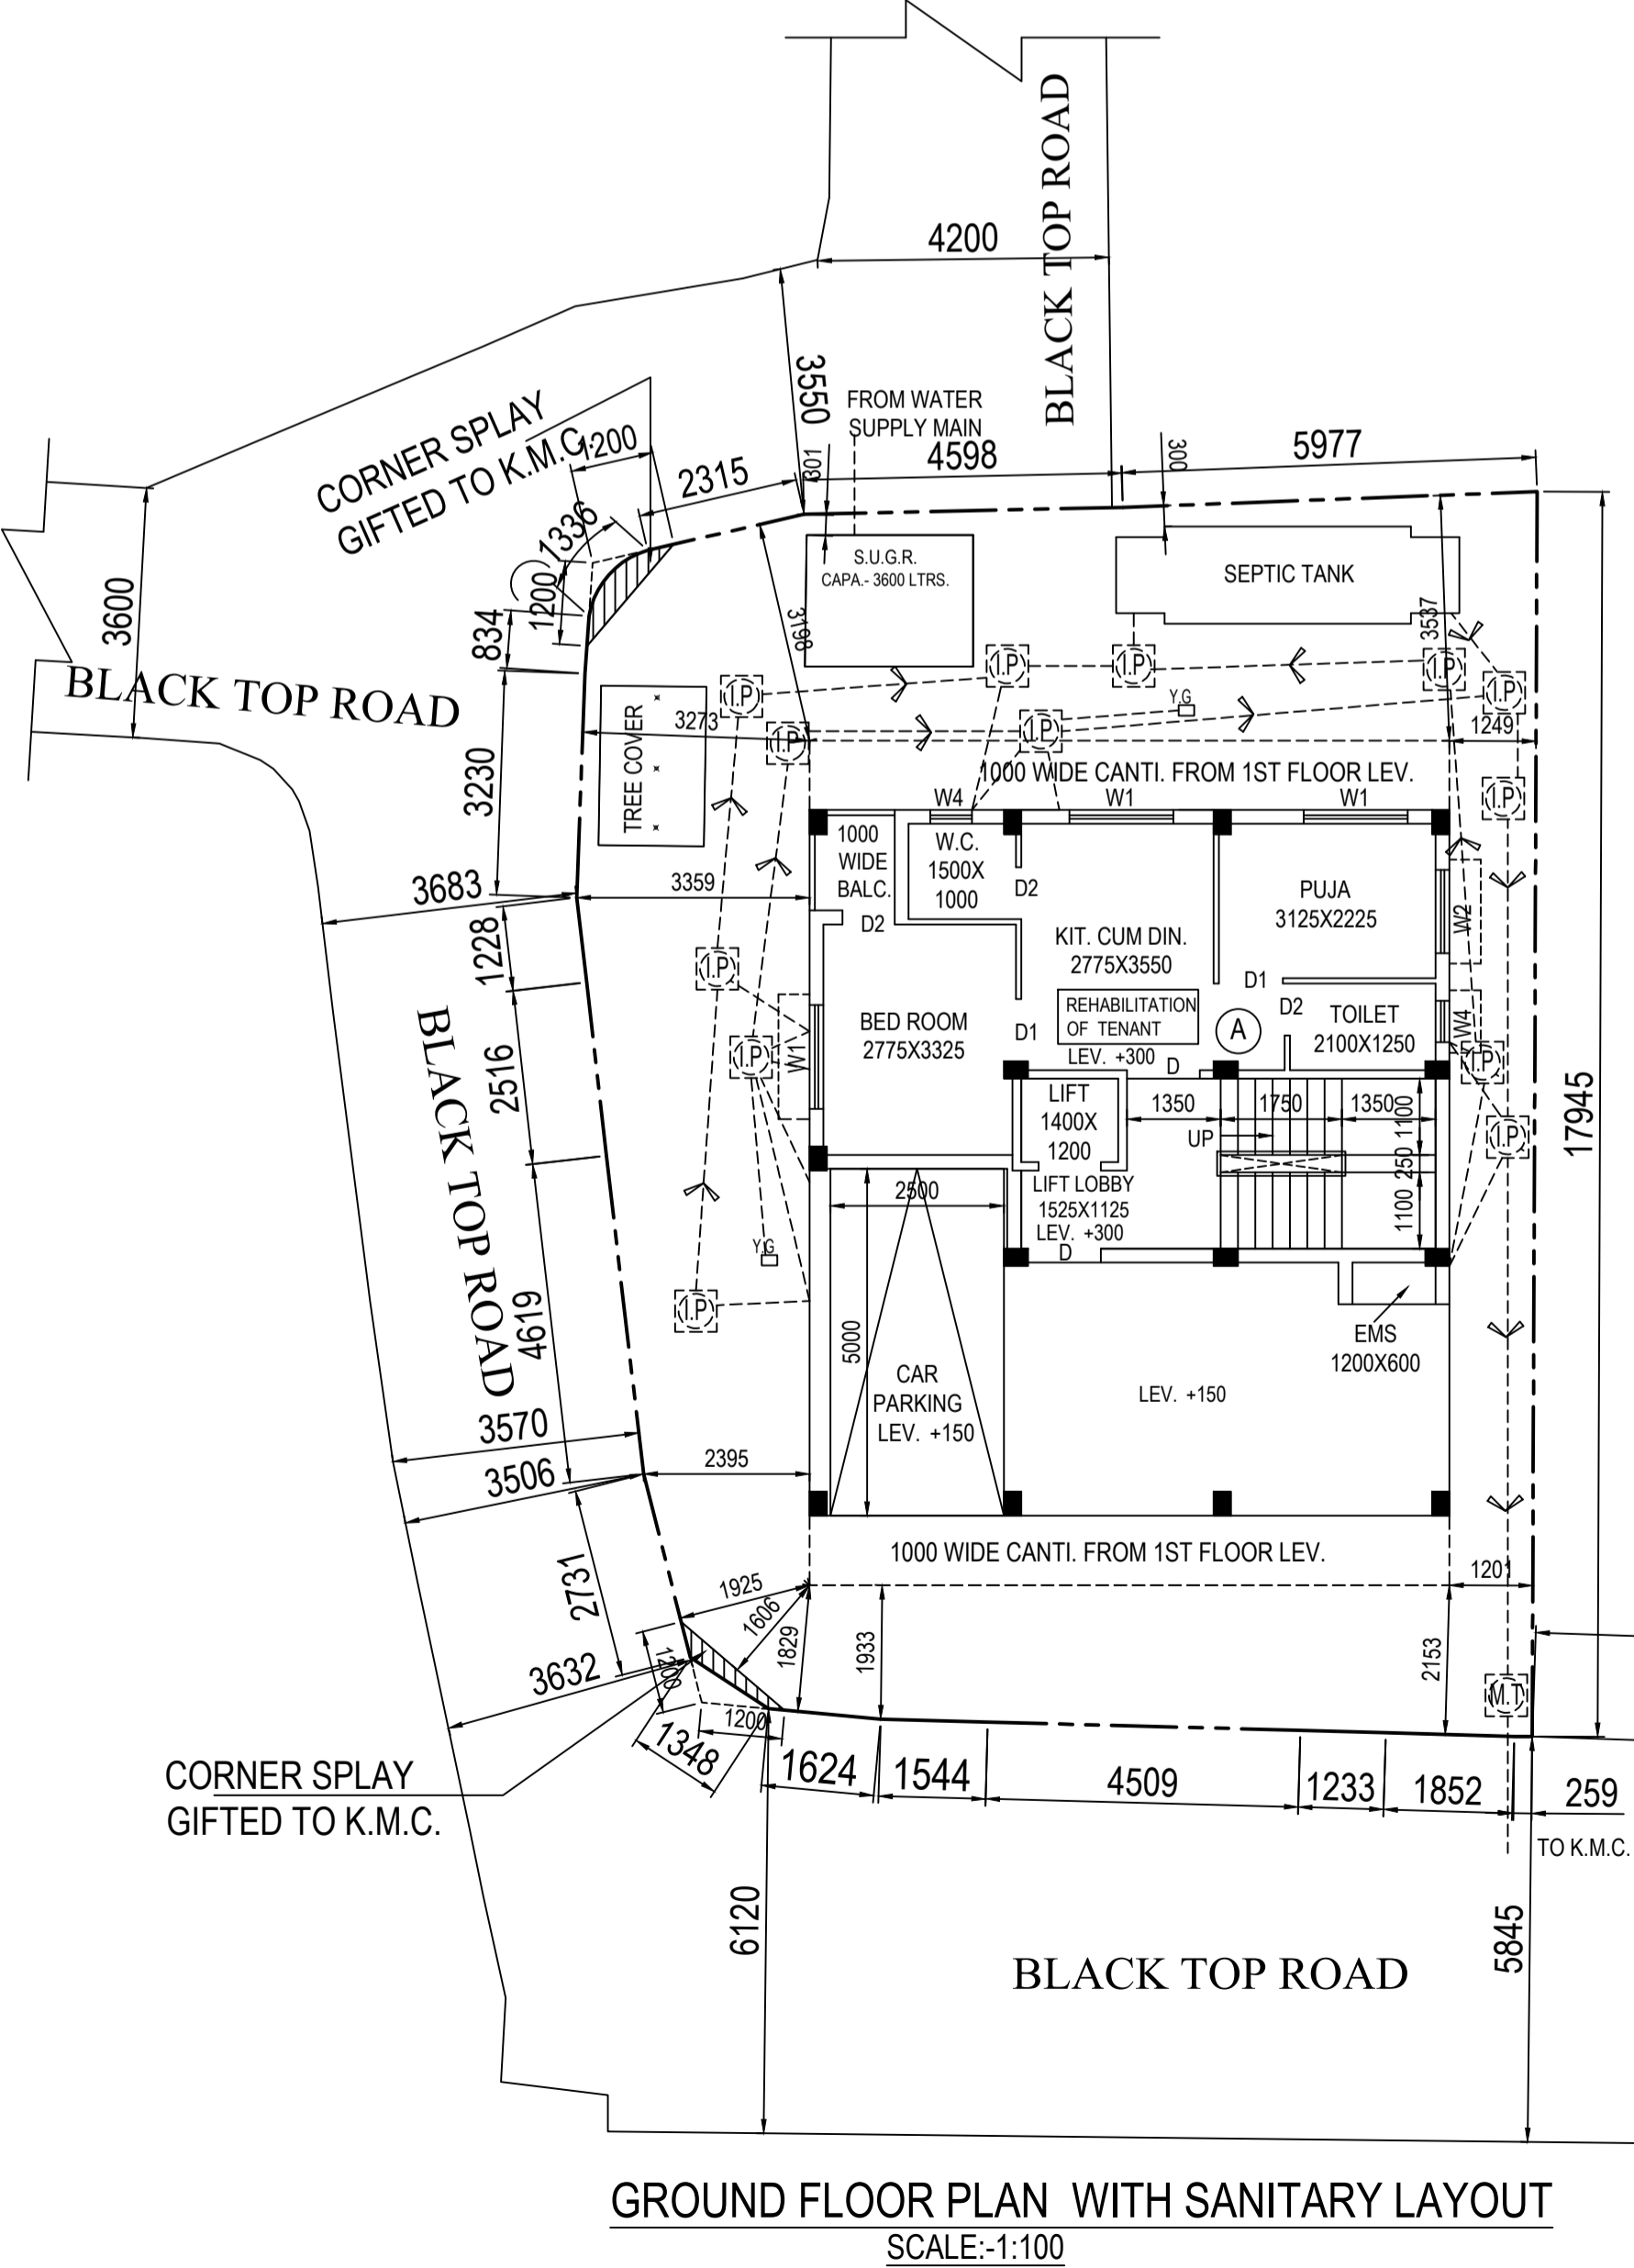 BLACK TOP ROAD
4200
3550
FROM WATER
SUPPLY MAIN
CORNER SPLAY
GIFTED TO K.M.C.
1200
2315
301
4598
300
5977
1336
1200
834
3600
BLACK TOP ROAD
S.U.G.R.
CAPA.- 3600 LTRS.
SEPTIC TANK
3198
3537
I.P
I.P
I.P
I.P
I.P
I.P
I.P
Y.G
3273
1249
TREE COVER
3230
1000 WIDE CANTI. FROM 1ST FLOOR LEV.
I.P
W4
W1
W1
1000
WIDE
BALC.
W.C.
1500X
1000
D2
D2
3683
3359
PUJA
3125X2225
W2
1228
KIT. CUM DIN.
2775X3550
I.P
D1
D2
REHABILITATION
OF TENANT
A
TOILET
2100X1250
W4
BED ROOM
2775X3325
D1
LEV. +300
D
I.P
W1
I.P
BLACK TOP ROAD
2516
LIFT
1400X
1200
1350
1750
1350
1100
UP
I.P
17945
250
LIFT LOBBY
1525X1125
LEV. +300
D
1100
2500
Y.G
I.P
4619
5000
EMS
1200X600
CAR
PARKING
LEV. +150
LEV. +150
3570
3506
2395
2731
1000 WIDE CANTI. FROM 1ST FLOOR LEV.
1925
1606
1829
1933
2153
1201
3632
1200
1200
M.T
1348
1624
1544
4509
1233
1852
259
CORNER SPLAY
GIFTED TO K.M.C.
TO K.M.C.
6120
5845
BLACK TOP ROAD
GROUND FLOOR PLAN WITH SANITARY LAYOUT
SCALE:-1:100